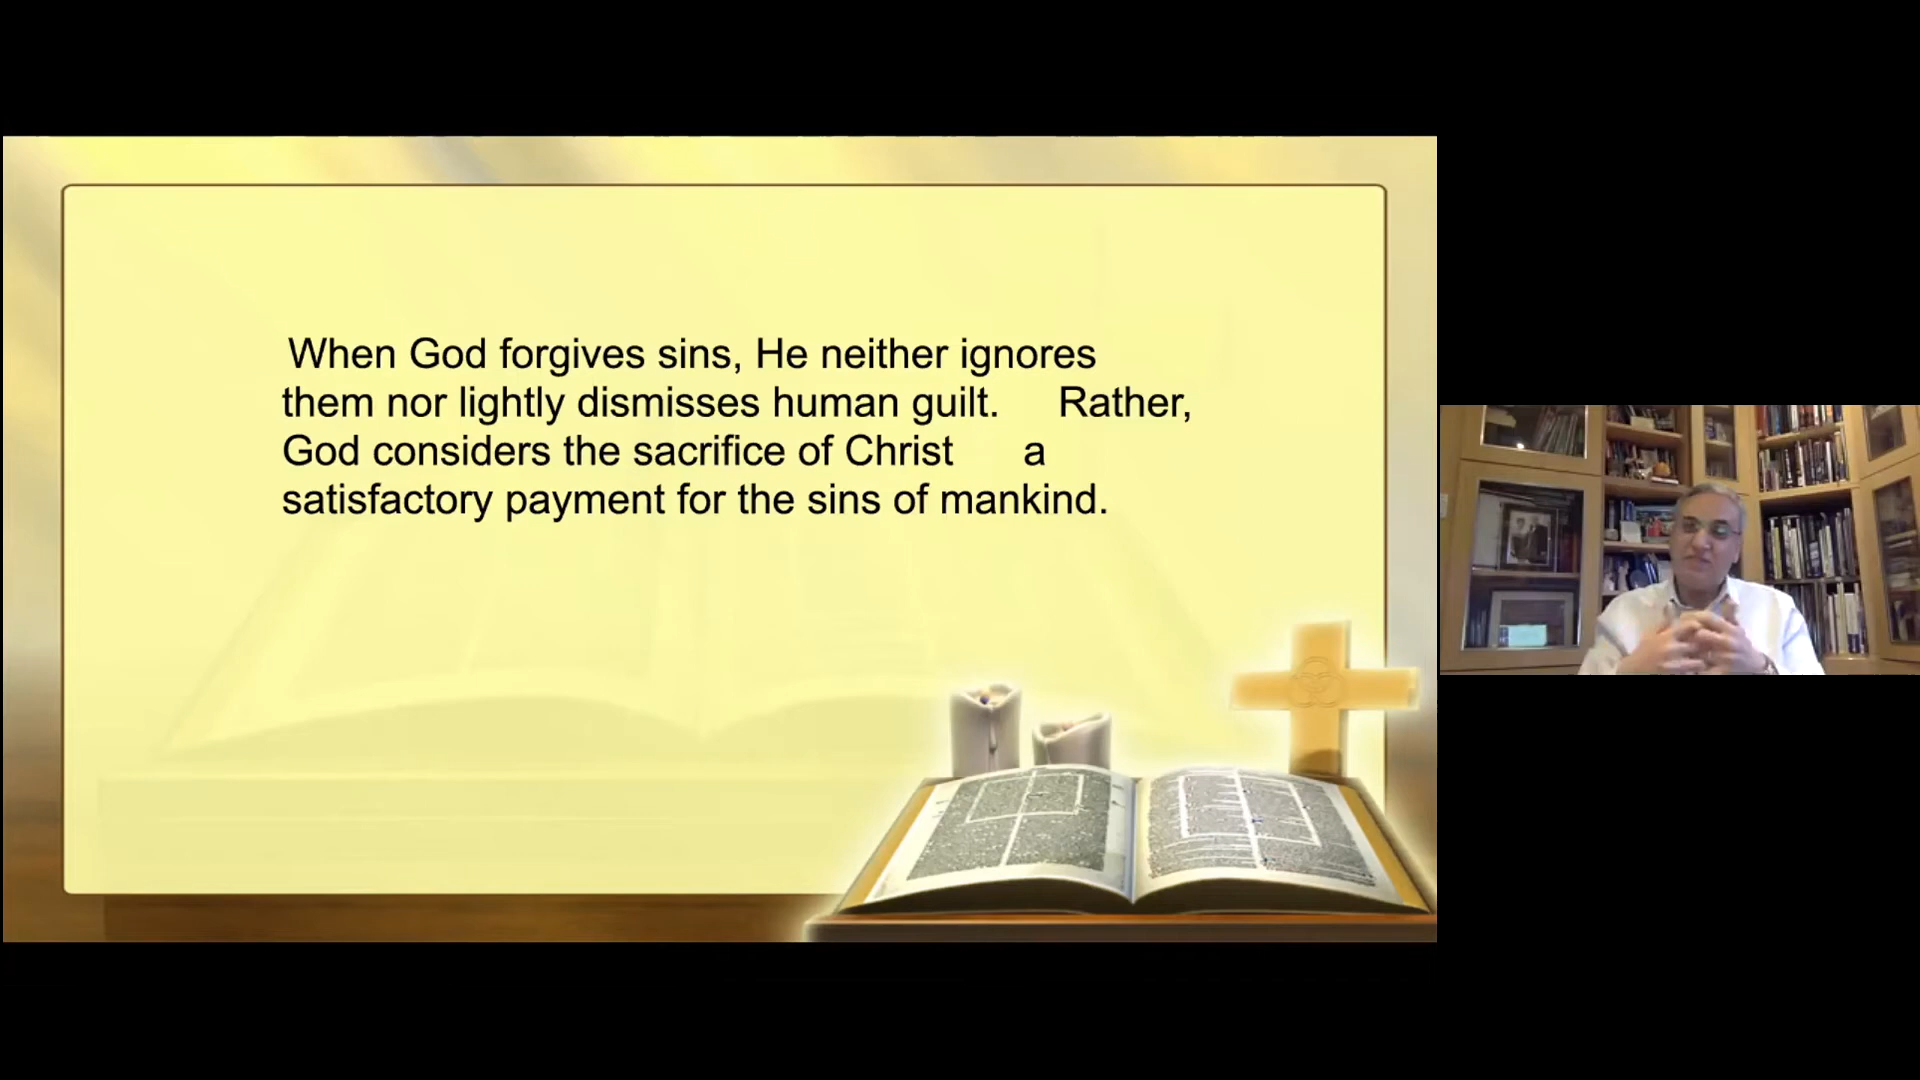 When God forgives sins, He neither ignores
them nor lightly dismisses human guilt. Rather,
God considers the sacrifice of Christ a
satisfactory payment for the sins of mankind.